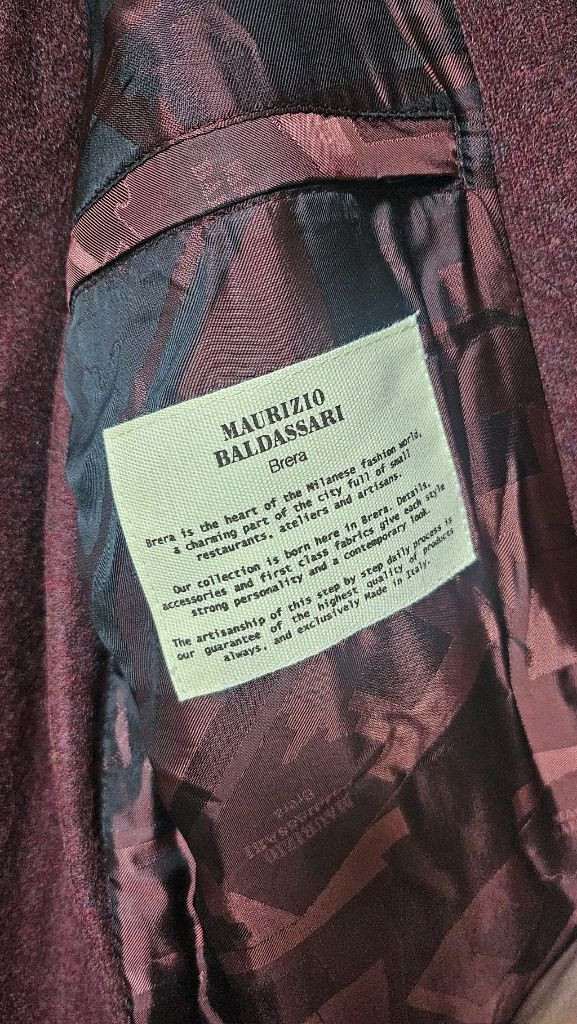 MAURIZIO
BALDASSARI
Brera
Brera is the heart of the Milanese fashion world,
a charming part of the city full of small
restaurants, ateliers and artisans.
Our collection is born here in Brera. Details,
accessories and first class fabrics give each style
strong personality and a contemporary look.
The artisanship of this step by step daily process is
our guarantee of the highest quality of products
always, and exclusively Made in Italy.
MAURIZIO
BALDASSARI
Brera